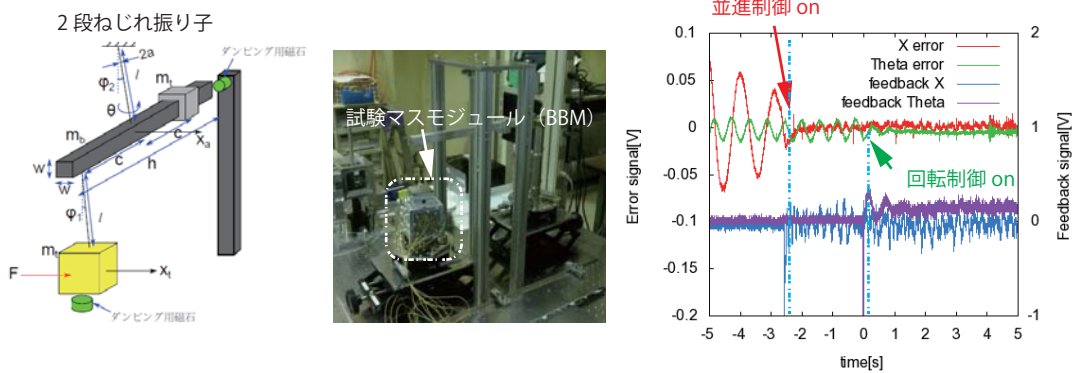 2 段ねじれ振り子
ダンピング用磁石
2a
l
φ2
mt
θ
mb
c
xa
c
h
w
w
φ1
l
mt
F
xt
ダンピング用磁石
試験マスモジュール（BBM）
並進制御 on
0.1
0.05
0
-0.05
-0.1
-0.15
-0.2
Error signal[V]
X error
Theta error
feedback X
feedback Theta
回転制御 on
2
1
0
-1
Feedback signal[V]
-5 -4 -3 -2 -1 0 1 2 3 4 5
time[s]